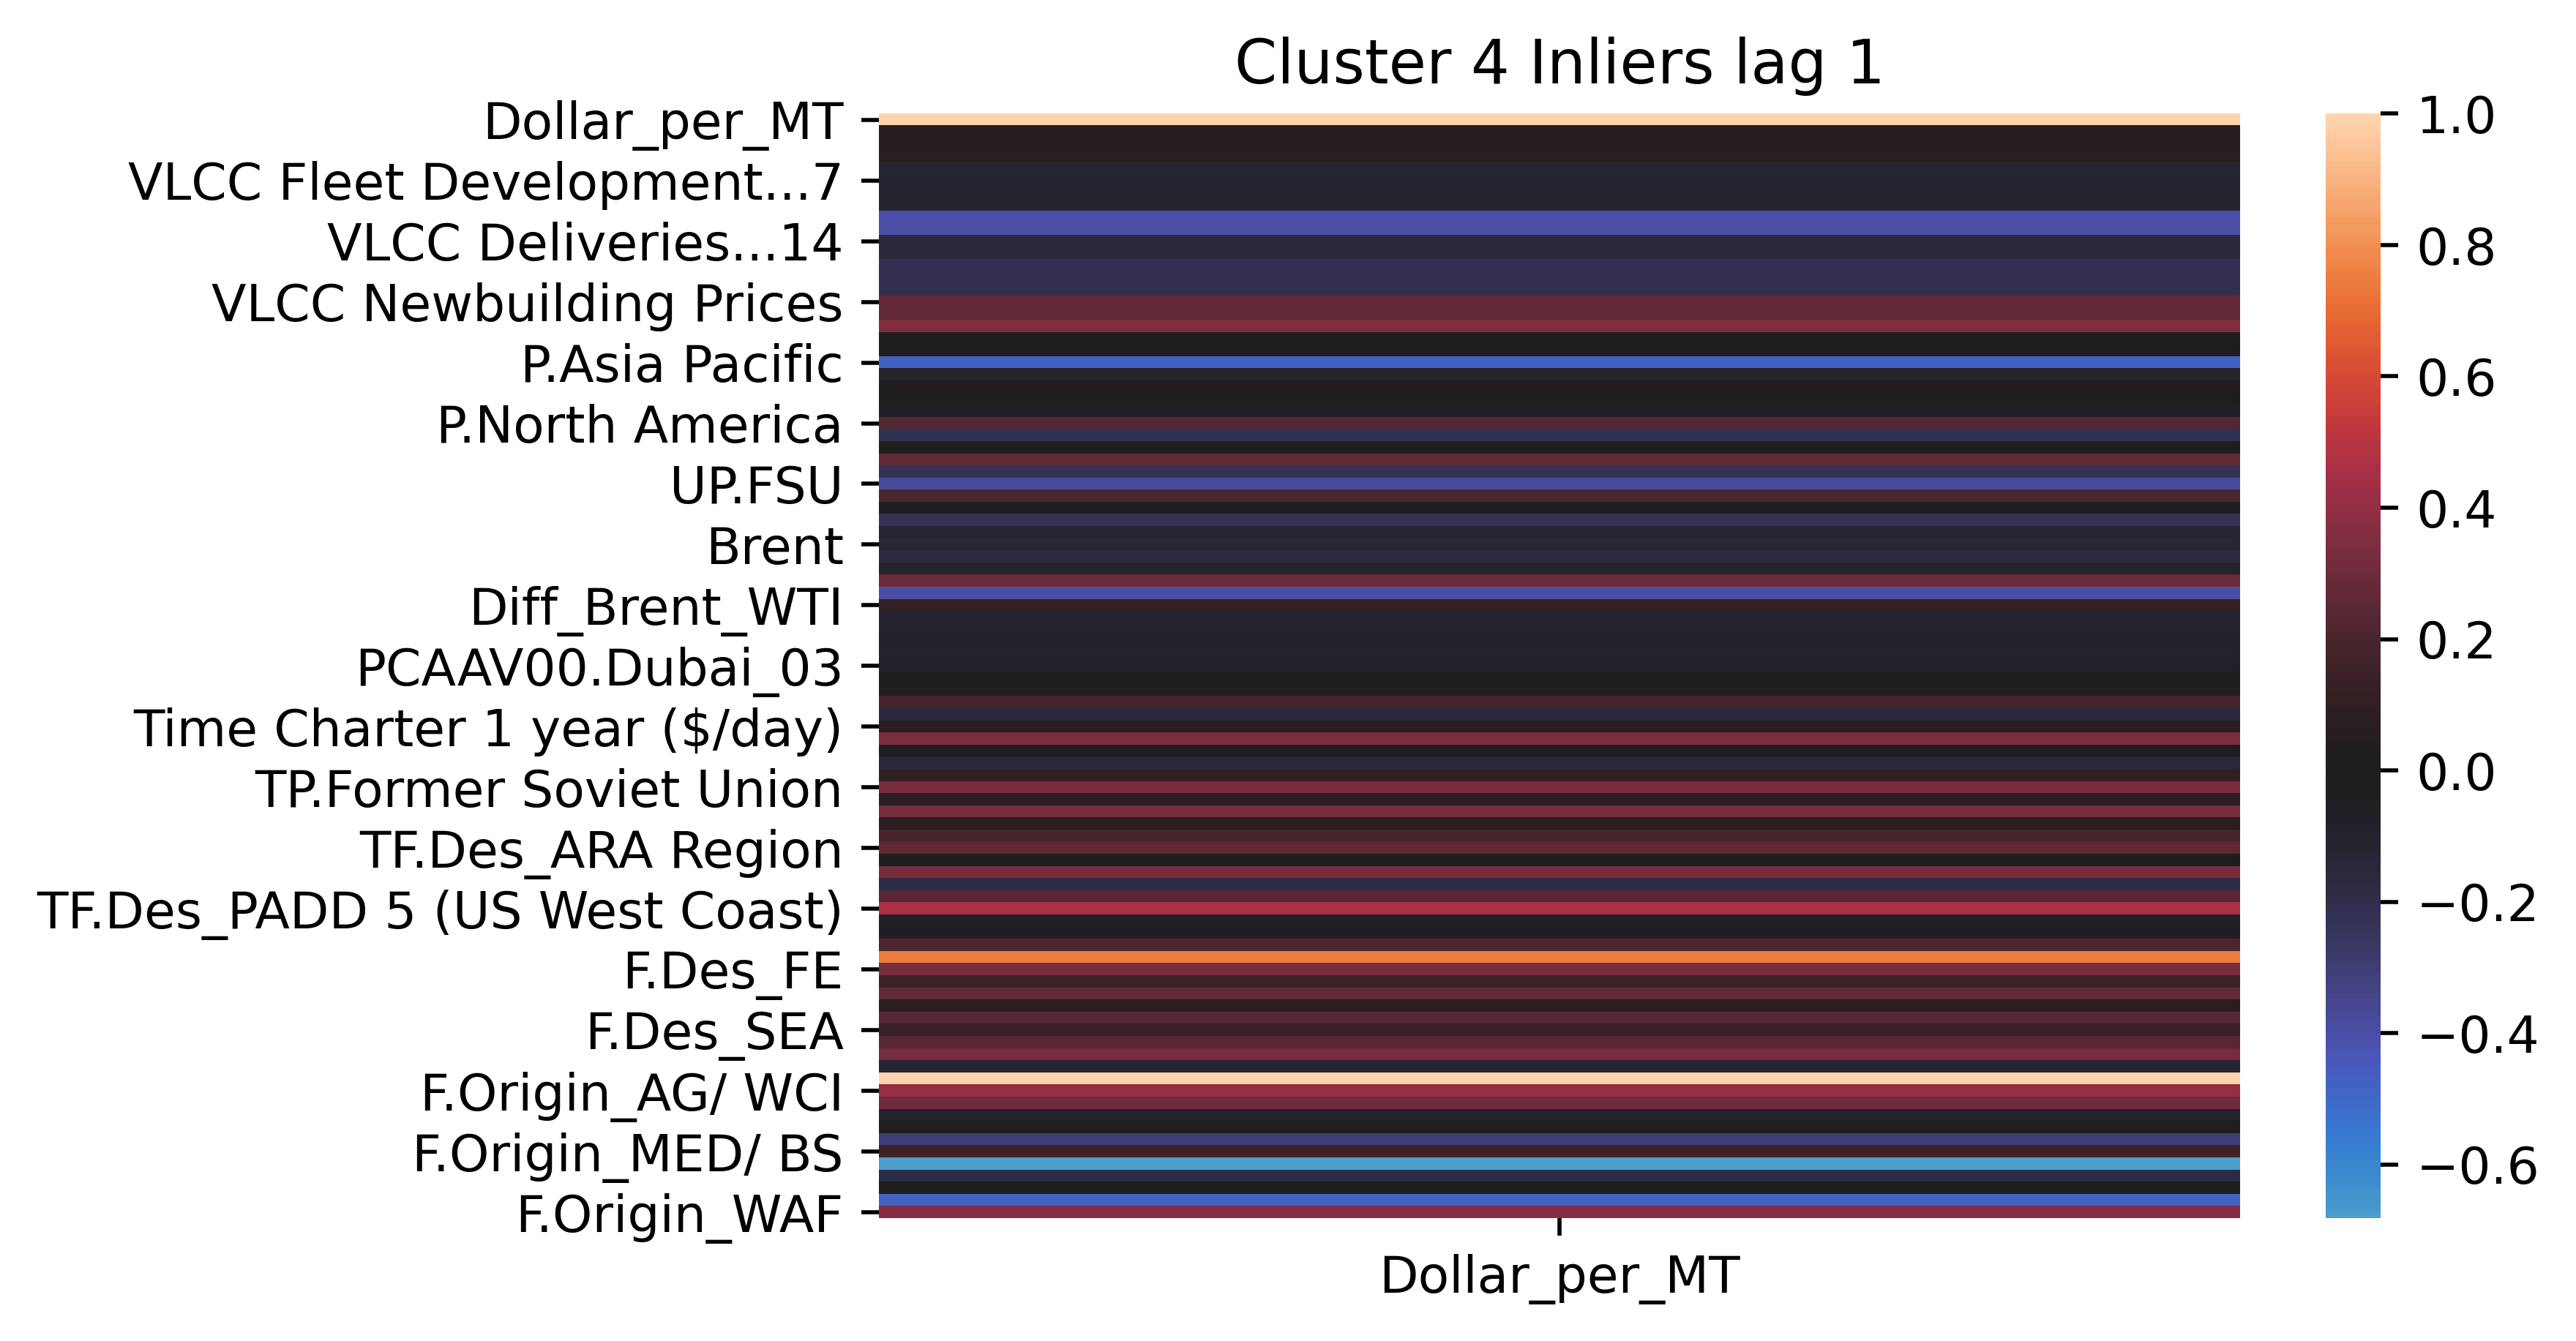 Cluster 4 Inliers lag 1
Dollar_per_MT
VLCC Fleet Development...7
VLCC Deliveries...14
VLCC Newbuilding Prices
P.Asia Pacific
P.North America
UP.FSU
Brent
Diff_Brent_WTI
PCAAV00.Dubai_03
Time Charter 1 year ($/day)
TP.Former Soviet Union
TF.Des_ARA Region
TF.Des_PADD 5 (US West Coast)
F.Des_FE
F.Des_SEA
F.Origin_AG/ WCI
F.Origin_MED/ BS
F.Origin_WAF
Dollar_per_MT
1.0
0.8
0.6
0.4
0.2
0.0
−0.2
−0.4
−0.6